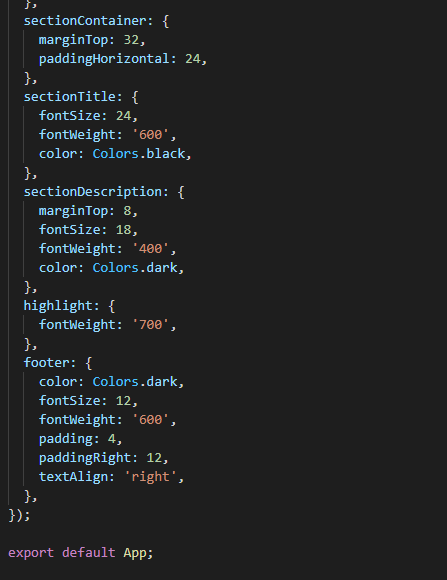 },
sectionContainer: {
marginTop: 32,
paddingHorizontal: 24,
},
sectionTitle: {
fontSize: 24,
fontWeight: '600',
color: Colors.black,
},
sectionDescription: {
marginTop: 8,
fontSize: 18,
fontWeight: '400',
color: Colors.dark,
},
highlight: {
fontWeight: '700',
},
footer: {
color: Colors.dark,
fontSize: 12,
fontWeight: '600',
padding: 4,
paddingRight: 12,
textAlign: 'right',
},
});
export default App;